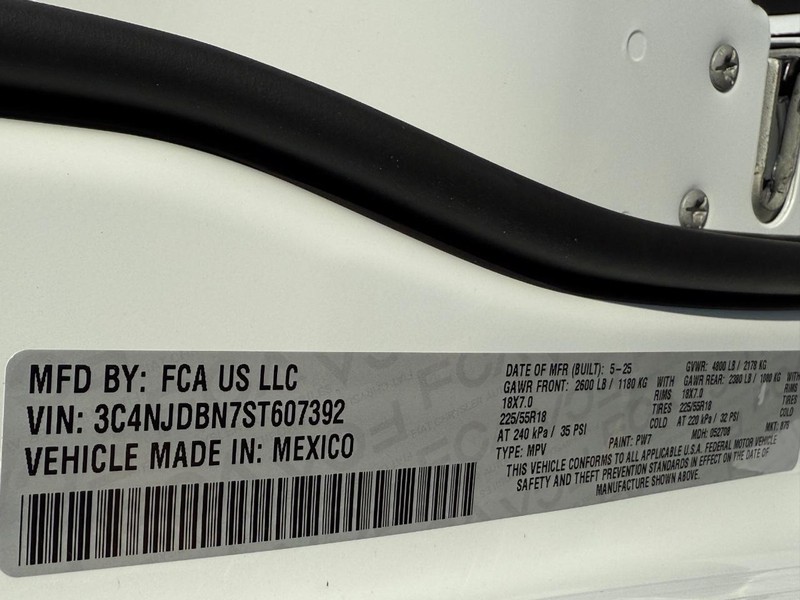 MFD BY: FCA US LLC
VIN: 3C4NJDBN7ST607392
VEHICLE MADE IN: MEXICO
DATE OF MFR (BUILT): 5-25 GVWR: 4800 LB / 2178 KG
GAWR FRONT: 2600 LB / 1180 KG WITH GAWR REAR: 2380 LB / 1080 KG WITH
18X7.0 RIMS 18X7.0 RIMS
225/55R18 TIRES 225/55R18 TIRES
AT 240 kPa / 35 PSI COLD AT 220 kPa / 32 PSI COLD
TYPE: MPV PAINT: PW7 MDH: 052708 MKT:
THIS VEHICLE CONFORMS TO ALL APPLICABLE U.S.A. FEDERAL MOTOR VEHICLE
SAFETY AND THEFT PREVENTION STANDARDS IN EFFECT ON THE DATE OF
MANUFACTURE SHOWN ABOVE.